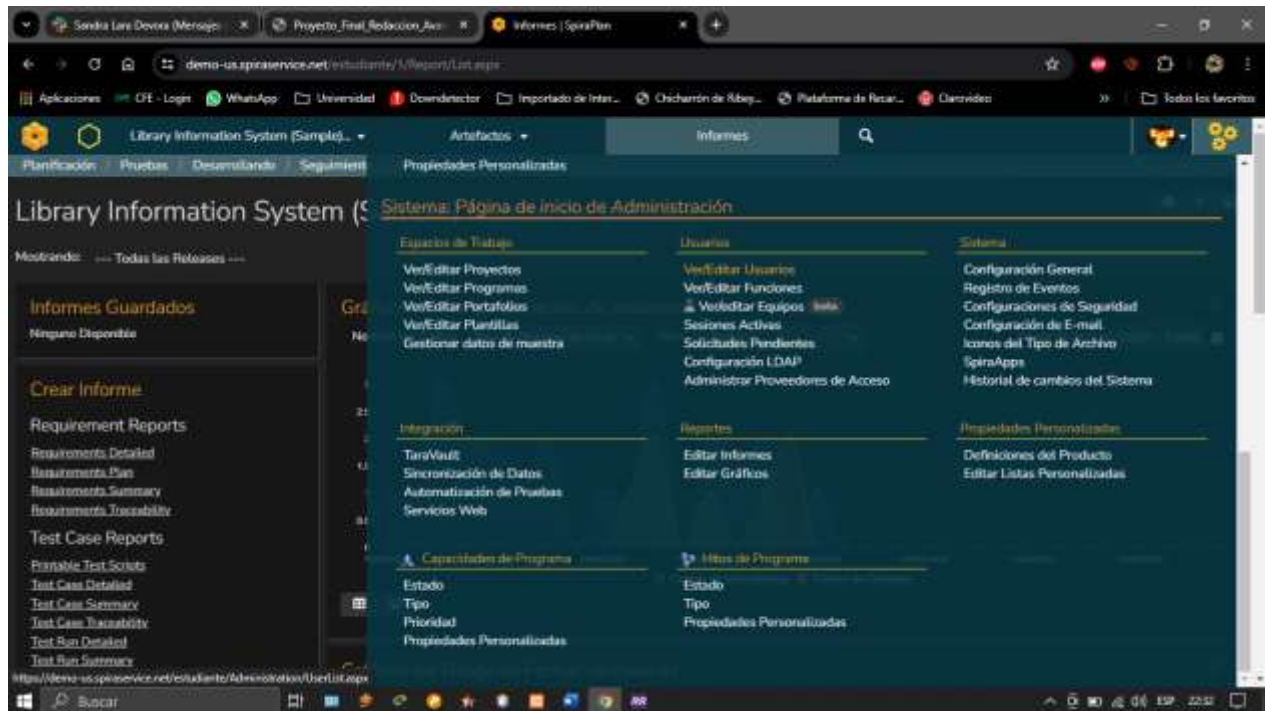 Sandra Lara Devora (Mensajes
Proyecto_Final_Redaccion_Ava
Informes | SpiraPlan
demo-us.spiraservice.net/estudiante/1/Report/List.aspx
Aplicaciones
CFE - Login
WhatsApp
Universidad
Downdetector
Importado de Inter...
Chicharrón de Ribey...
Plataforma de Recar...
Clarovideo
Todos los favoritos
Library Information System (Sample)...
Artefactos
Informes
Planificación / Pruebas / Desarrollando / Seguimient
Propiedades Personalizadas
Library Information System (S
Sistema: Página de inicio de Administración
Mostrando: --- Todas las Releases ---
Informes Guardados
Ninguno Disponible
Crear Informe
Requirement Reports
Requirements Detailed
Requirements Plan
Requirements Summary
Requirements Traceability
Test Case Reports
Printable Test Scripts
Test Case Detailed
Test Case Summary
Test Case Traceability
Test Run Detailed
Test Run Summary
Grá
Espacios de Trabajo
Ver/Editar Proyectos
Ver/Editar Programas
Ver/Editar Portafolios
Ver/Editar Plantillas
Gestionar datos de muestra
Usuarios
Ver/Editar Usuarios
Ver/Editar Funciones
Ver/editar Equipos beta
Sesiones Activas
Solicitudes Pendientes
Configuración LDAP
Administrar Proveedores de Acceso
Sistema
Configuración General
Registro de Eventos
Configuraciones de Seguridad
Configuración de E-mail
Iconos del Tipo de Archivo
SpiraApps
Historial de cambios del Sistema
Integración
TaraVault
Sincronización de Datos
Automatización de Pruebas
Servicios Web
Reportes
Editar Informes
Editar Gráficos
Propiedades Personalizadas
Definiciones del Producto
Editar Listas Personalizadas
Capacidades de Programa
Estado
Tipo
Prioridad
Propiedades Personalizadas
Hitos de Programa
Estado
Tipo
Propiedades Personalizadas
https://demo-us.spiraservice.net/estudiante/Administration/UserList.aspx
Buscar
ESP
22:52